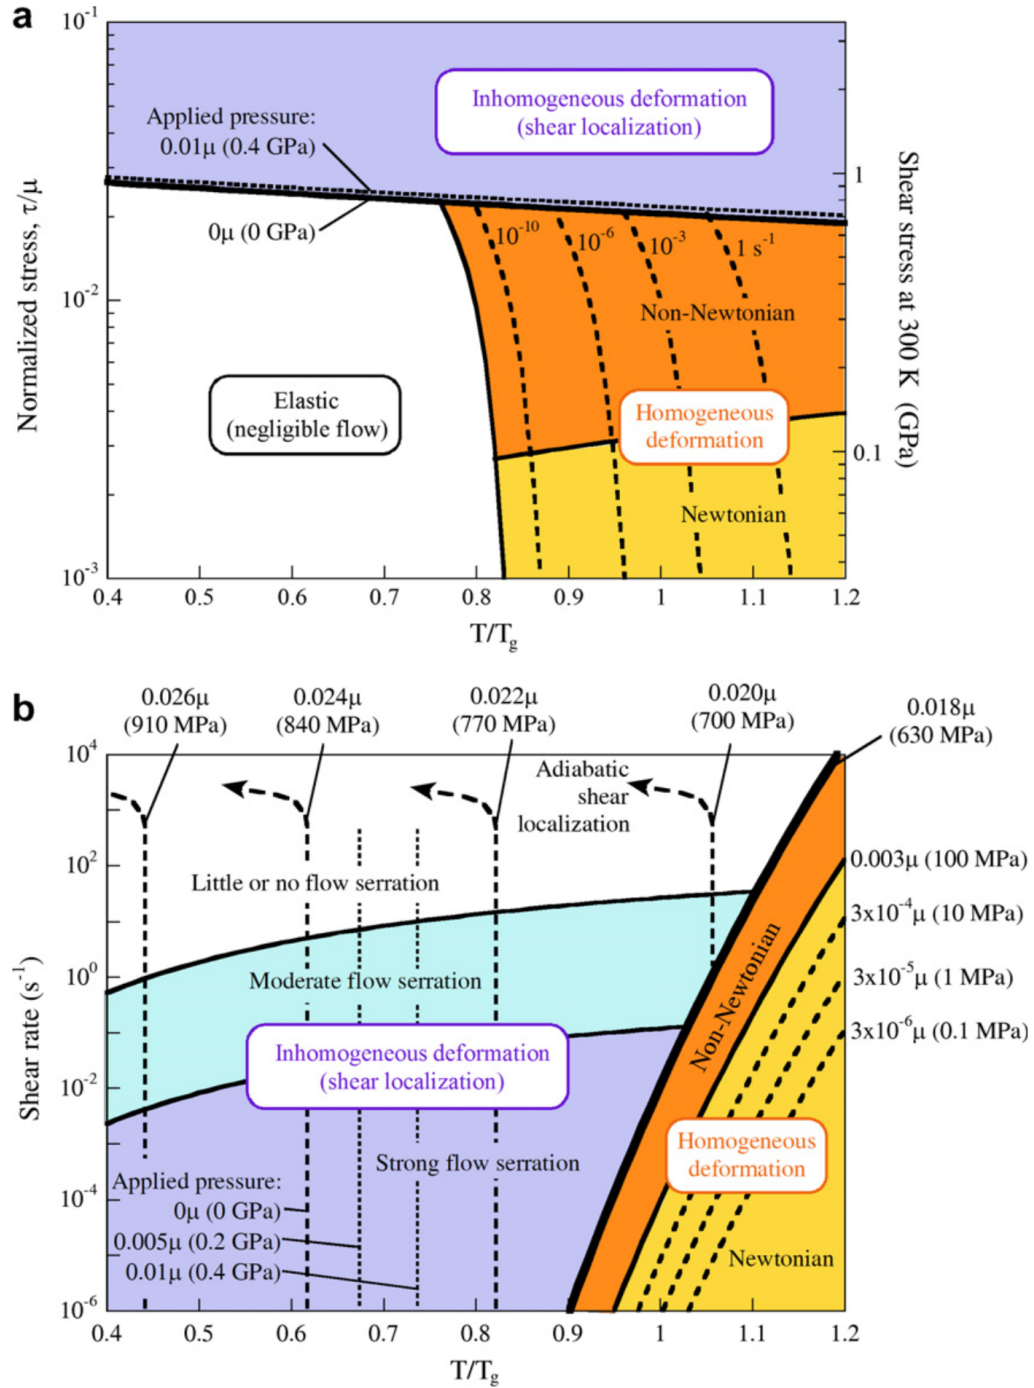 a
10⁻¹
Inhomogeneous deformation
(shear localization)
Applied pressure:
0.01μ (0.4 GPa)
0μ (0 GPa)
1
10⁻¹⁰
10⁻⁶
10⁻³
1 s⁻¹
10⁻²
Non-Newtonian
Elastic
(negligible flow)
Homogeneous
deformation
0.1
Newtonian
10⁻³
0.4
0.5
0.6
0.7
0.8
0.9
1
1.1
1.2
T/Tg
Normalized stress, τ/μ
Shear stress at 300 K (GPa)
b
0.026μ
(910 MPa)
0.024μ
(840 MPa)
0.022μ
(770 MPa)
0.020μ
(700 MPa)
0.018μ
(630 MPa)
10⁴
Adiabatic
shear
localization
10²
Little or no flow serration
0.003μ (100 MPa)
3x10⁻⁴μ (10 MPa)
10⁰
Moderate flow serration
3x10⁻⁵μ (1 MPa)
Non-Newtonian
3x10⁻⁶μ (0.1 MPa)
Inhomogeneous deformation
(shear localization)
10⁻²
Homogeneous
deformation
Strong flow serration
Applied pressure:
10⁻⁴
0μ (0 GPa)
0.005μ (0.2 GPa)
0.01μ (0.4 GPa)
Newtonian
10⁻⁶
0.4
0.5
0.6
0.7
0.8
0.9
1
1.1
1.2
T/Tg
Shear rate (s⁻¹)